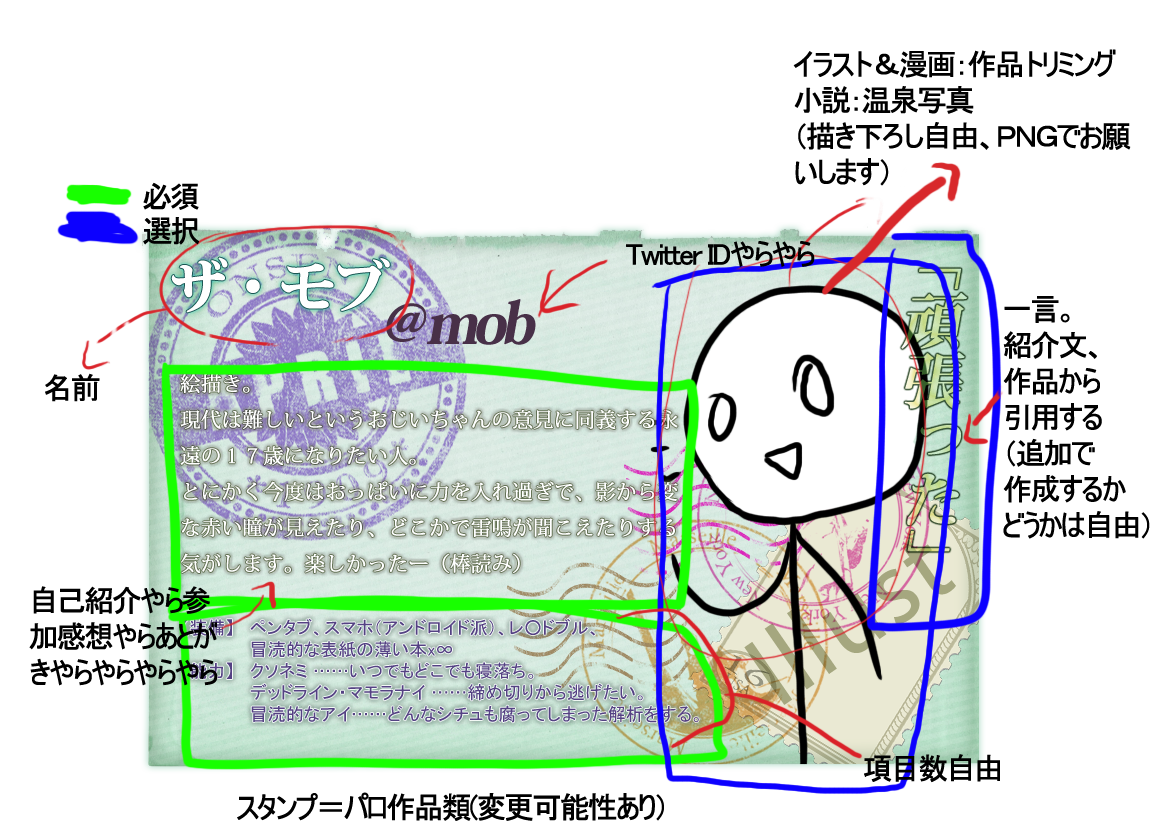 イラスト＆漫画：作品トリミング
小説：温泉写真
（描き下ろし自由、PNGでお願
いします）
必須
選択
ザ・モブ
Twitter IDやらやら
@mob
名前
「頑張った」
一言。
紹介文、
作品から
引用する
（追加で
作成するか
どうかは自由）
絵描き。
現代は難しいというおじいちゃんの意見に同義する永
遠の１７歳になりたい人。
とにかく今度はおっぱいに力を入れ過ぎで、影から変
な赤い瞳が見えたり、どこかで雷鳴が聞こえたりする
気がします。楽しかったー（棒読み）
自己紹介やら参
加感想やらあとが
きやらやらやらやら
備】 ペンタブ、スマホ（アンドロイド派）、レ〇ドブル、
冒涜的な表紙の薄い本x∞
力】 クソネミ ……いつでもどこでも寝落ち。
デッドライン・マモラナイ ……締め切りから逃げたい。
冒涜的なアイ……どんなシチュも腐ってしまった解析をする。
illust
項目数自由
スタンプ＝パロ作品類（変更可能性あり）